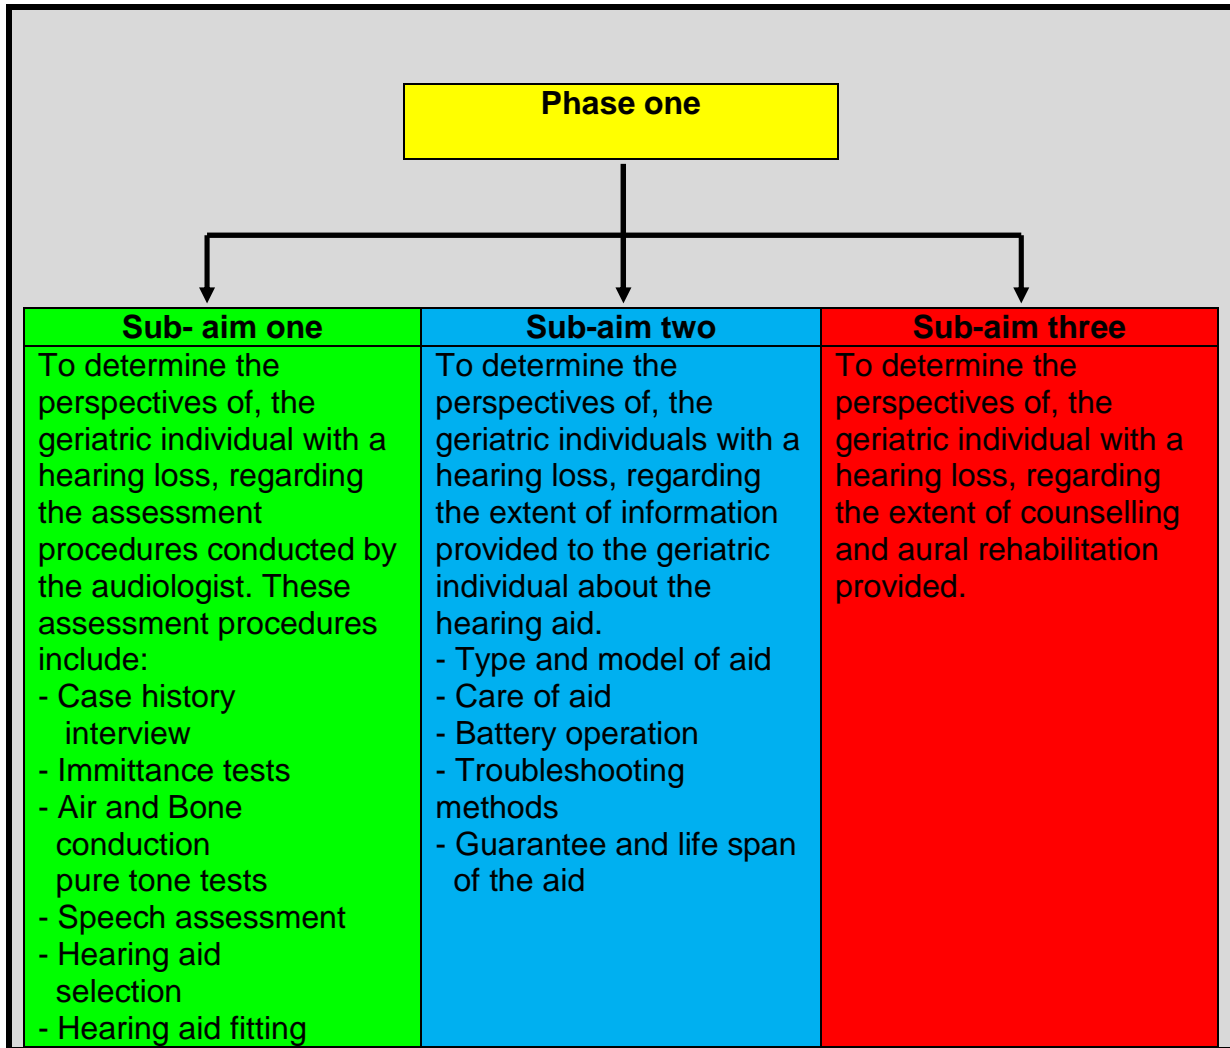 Phase one
Sub- aim one
To determine the
perspectives of, the
geriatric individual with a
hearing loss, regarding
the assessment
procedures conducted by
the audiologist. These
assessment procedures
include:
- Case history
interview
- Immittance tests
- Air and Bone
conduction
pure tone tests
- Speech assessment
- Hearing aid
selection
- Hearing aid fitting
Sub-aim two
To determine the
perspectives of, the
geriatric individuals with a
hearing loss, regarding
the extent of information
provided to the geriatric
individual about the
hearing aid.
- Type and model of aid
- Care of aid
- Battery operation
- Troubleshooting
methods
- Guarantee and life span
of the aid
Sub-aim three
To determine the
perspectives of, the
geriatric individual with a
hearing loss, regarding
the extent of counselling
and aural rehabilitation
provided.